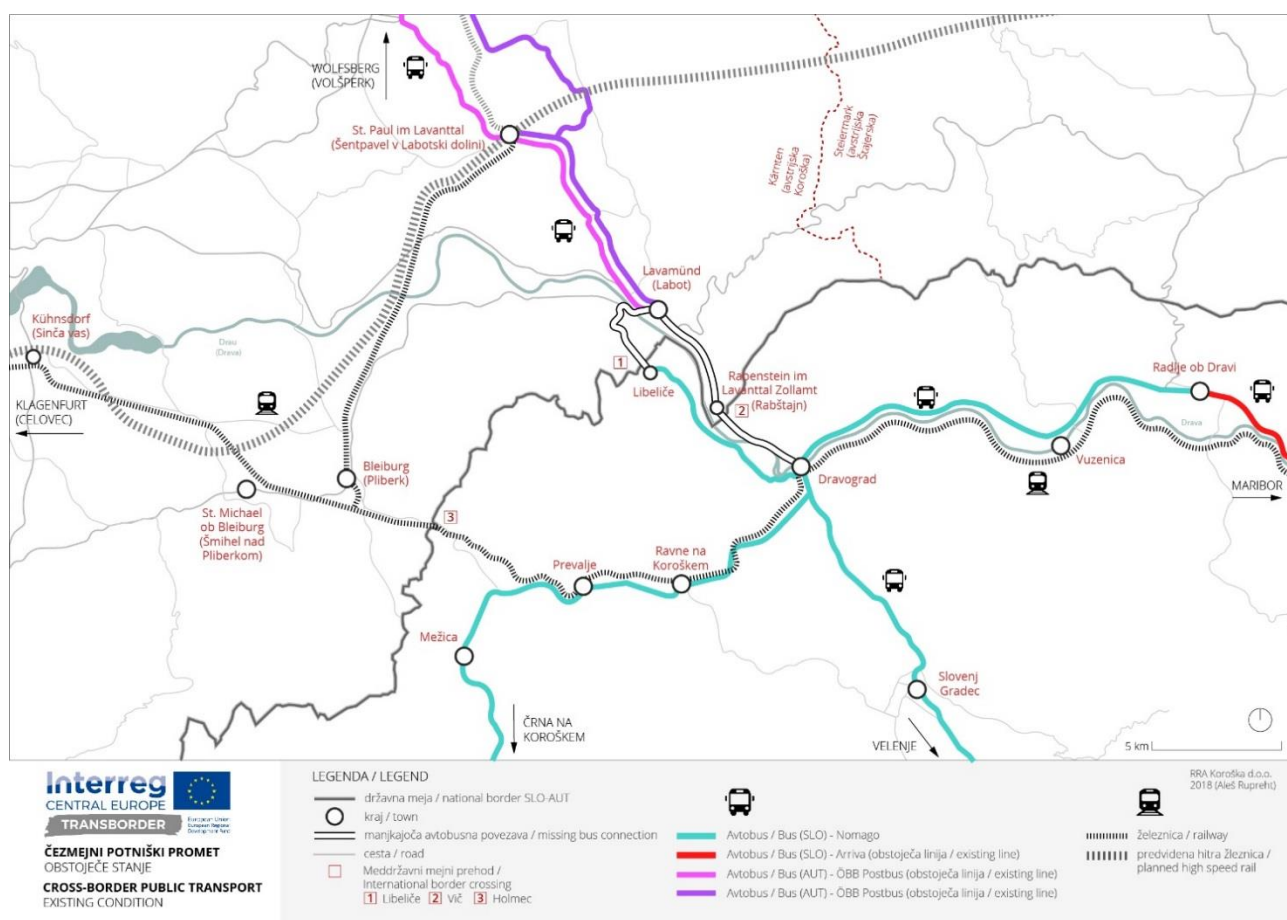 WOLFSBERG
(VOLŠPERK)
St. Paul im Lavanttal
(Šentpavel v Labotski dolini)
Kärnten
(avstrijska
Koroška)
Steiermark
(avstrijska
Štajerska)
Lavamünd
(Labot)
Kühnsdorf
(Sinča vas)
Drau
(Drava)
1
Libeliče
Rabenstein im
Lavanttal Zollamt
(Rabštajn)
2
Radlje ob Dravi
KLAGENFURT
(CELOVEC)
Drava
Vuzenica
Bleiburg
(Pliberk)
Dravograd
MARIBOR
St. Michael
ob Bleiburg
(Šmihel nad
Pliberkom)
3
Prevalje
Ravne na
Koroškem
Mežica
Slovenj
Gradec
ČRNA NA
KOROŠKEM
VELENJE
5 km
Interreg
CENTRAL EUROPE
TRANSBORDER
European Union
European Regional
Development Fund
ČEZMEJNI POTNIŠKI PROMET
OBSTOJEČE STANJE
CROSS-BORDER PUBLIC TRANSPORT
EXISTING CONDITION
LEGENDA / LEGEND
državna meja / national border SLO-AUT
kraj / town
manjkajoča avtobusna povezava / missing bus connection
cesta / road
Meddržavni mejni prehod /
International border crossing
1 Libeliče 2 Vič 3 Holmec
Avtobus / Bus (SLO) - Nomago
Avtobus / Bus (SLO) - Arriva (obstoječa linija / existing line)
Avtobus / Bus (AUT) - ÖBB Postbus (obstoječa linija / existing line)
Avtobus / Bus (AUT) - ÖBB Postbus (obstoječa linija / existing line)
RRA Koroška d.o.o.
2018 (Aleš Rupreht)
železnica / railway
predvidena hitra žleznica /
planned high speed rail